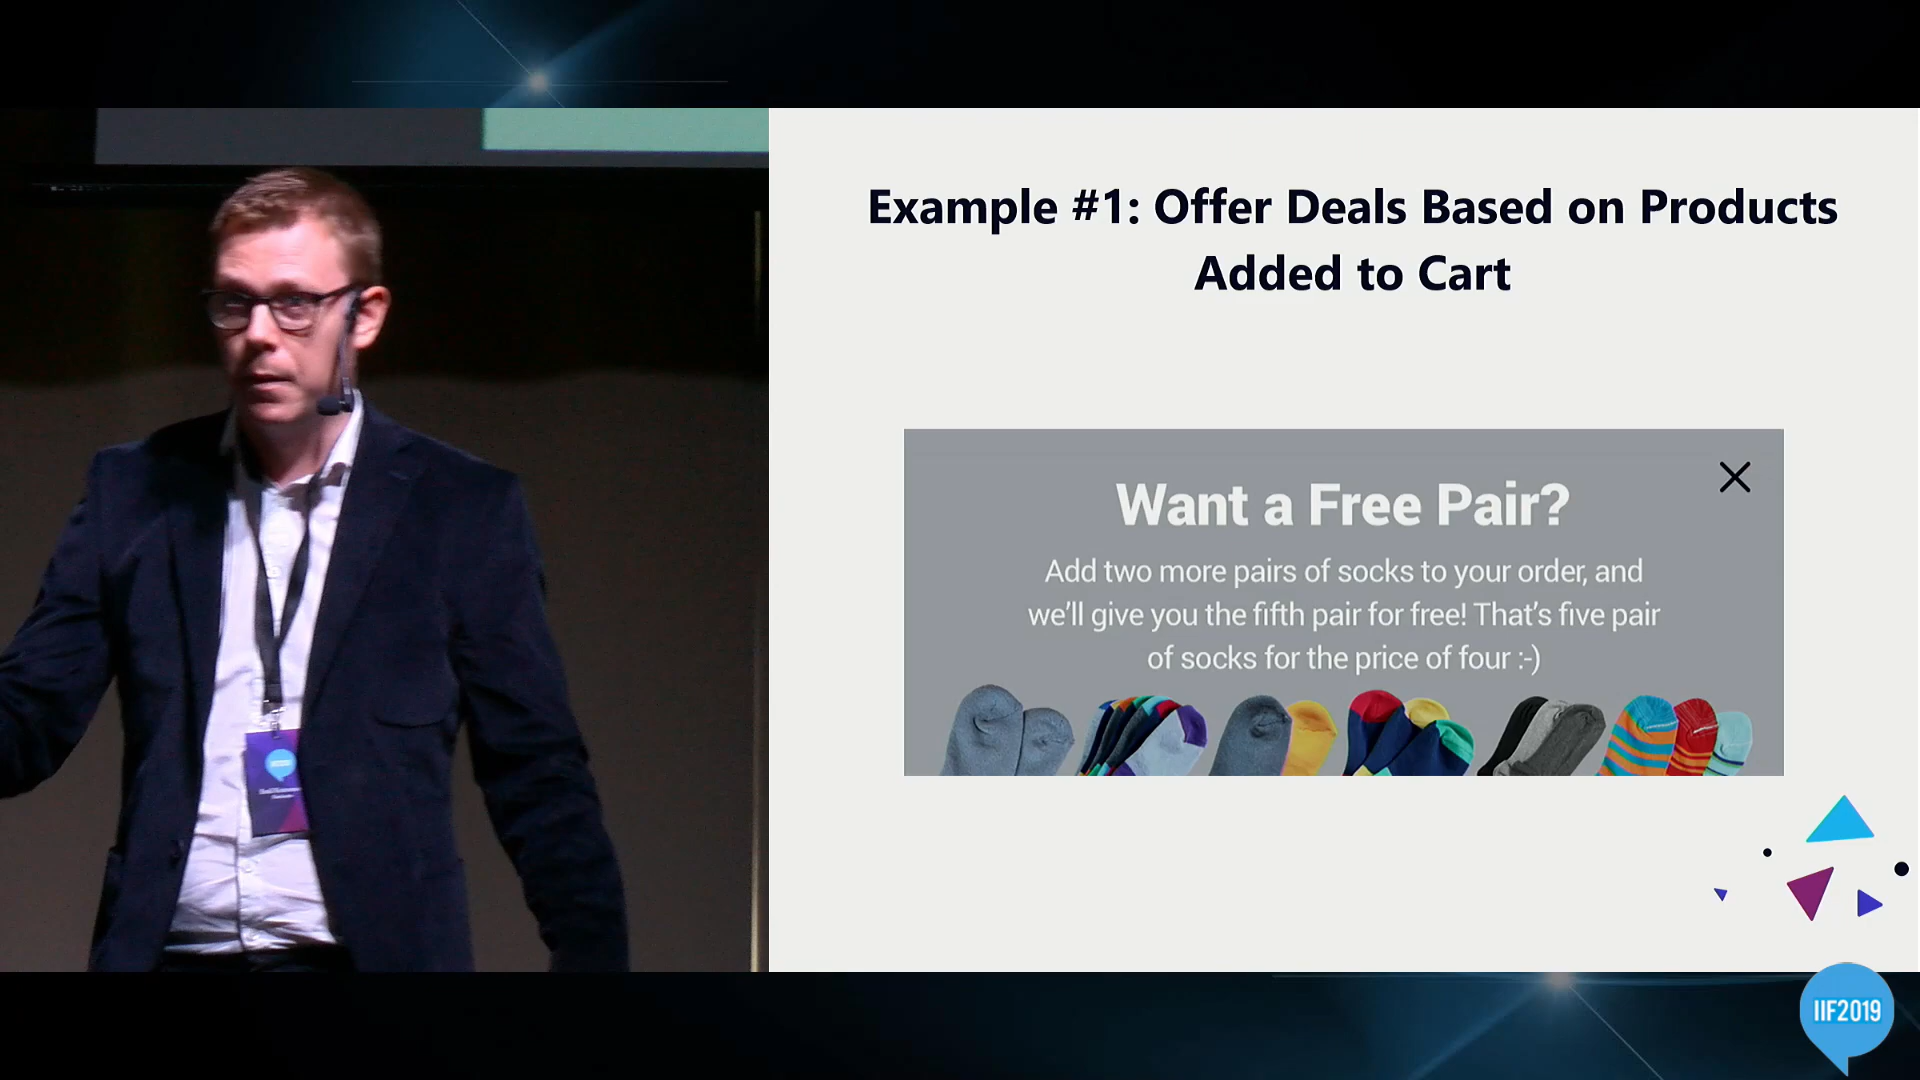 Example #1: Offer Deals Based on Products
Added to Cart
Want a Free Pair?
Add two more pairs of socks to your order, and
we'll give you the fifth pair for free! That's five pair
of socks for the price of four :-)
IIF2019